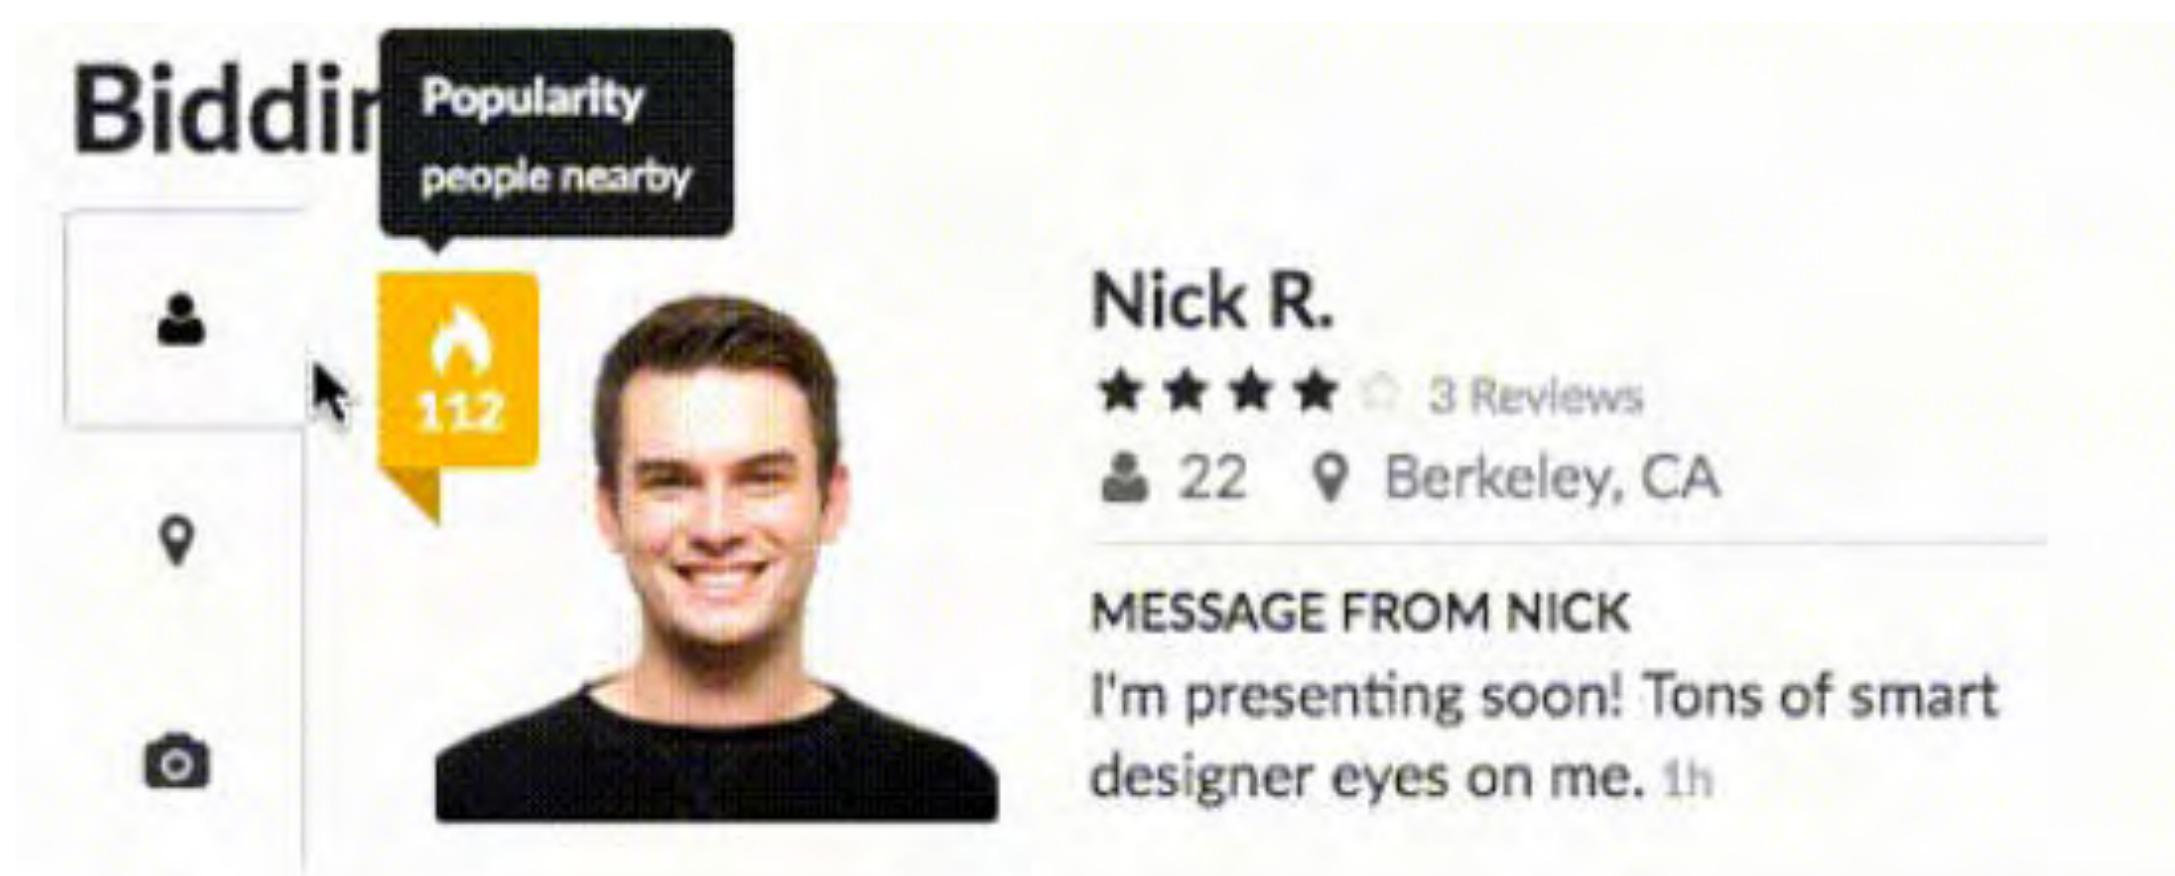 Biddin
Popularity
people nearby
112
Nick R.
3 Reviews
22 Berkeley, CA
MESSAGE FROM NICK
I'm presenting soon! Tons of smart
designer eyes on me. 1h